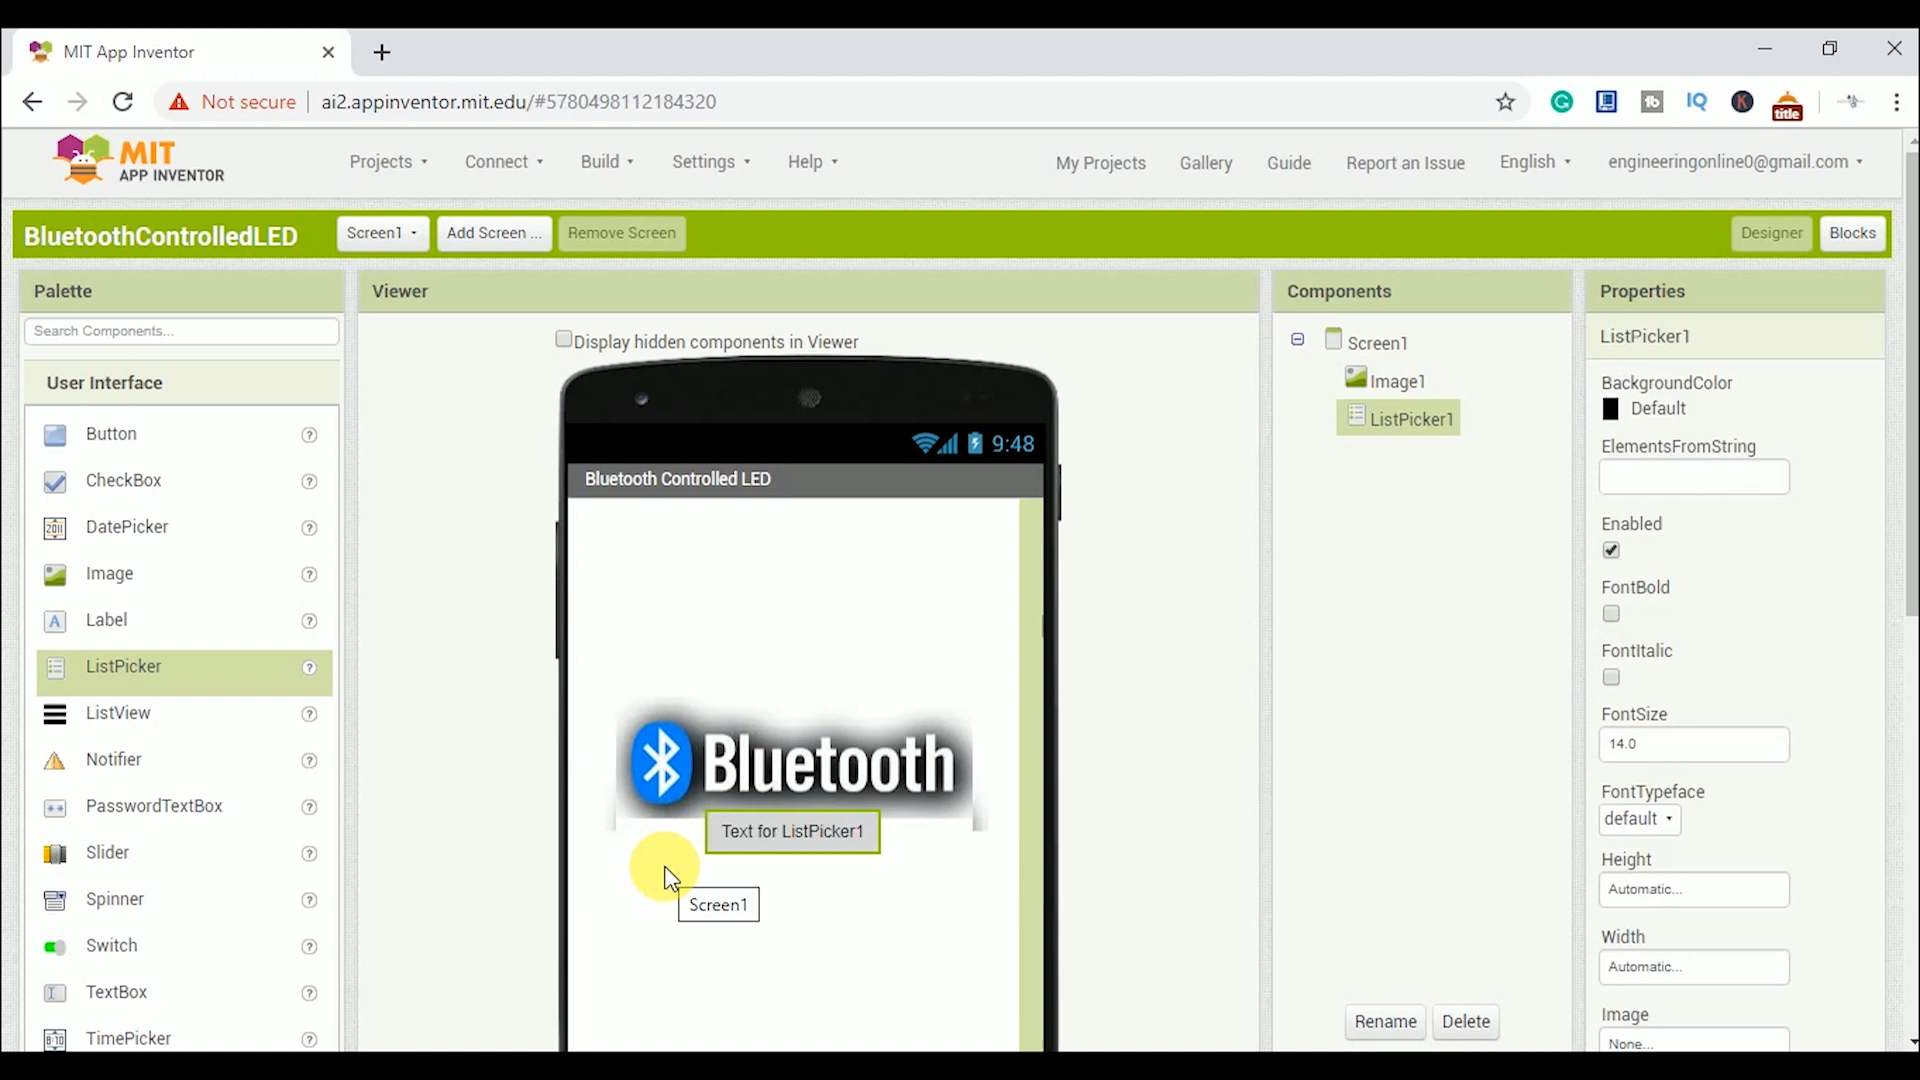 MIT App Inventor
Not secure
ai2.appinventor.mit.edu/#5780498112184320
title
MIT
APP INVENTOR
Projects
Connect
Build
Settings
Help
My Projects
Gallery
Guide
Report an Issue
English
engineeringonline0@gmail.com
BluetoothControlledLED
Screen1
Add Screen ...
Remove Screen
Designer
Blocks
Palette
Search Components...
User Interface
Button
CheckBox
DatePicker
Image
Label
ListPicker
ListView
Notifier
PasswordTextBox
Slider
Spinner
Switch
TextBox
TimePicker
Viewer
Display hidden components in Viewer
9:48
Bluetooth Controlled LED
Bluetooth
Text for ListPicker1
Screen1
Components
Screen1
Image1
ListPicker1
Rename
Delete
Properties
ListPicker1
BackgroundColor
Default
ElementsFromString
Enabled
FontBold
FontItalic
FontSize
14.0
FontTypeface
default
Height
Automatic...
Width
Automatic...
Image
None...